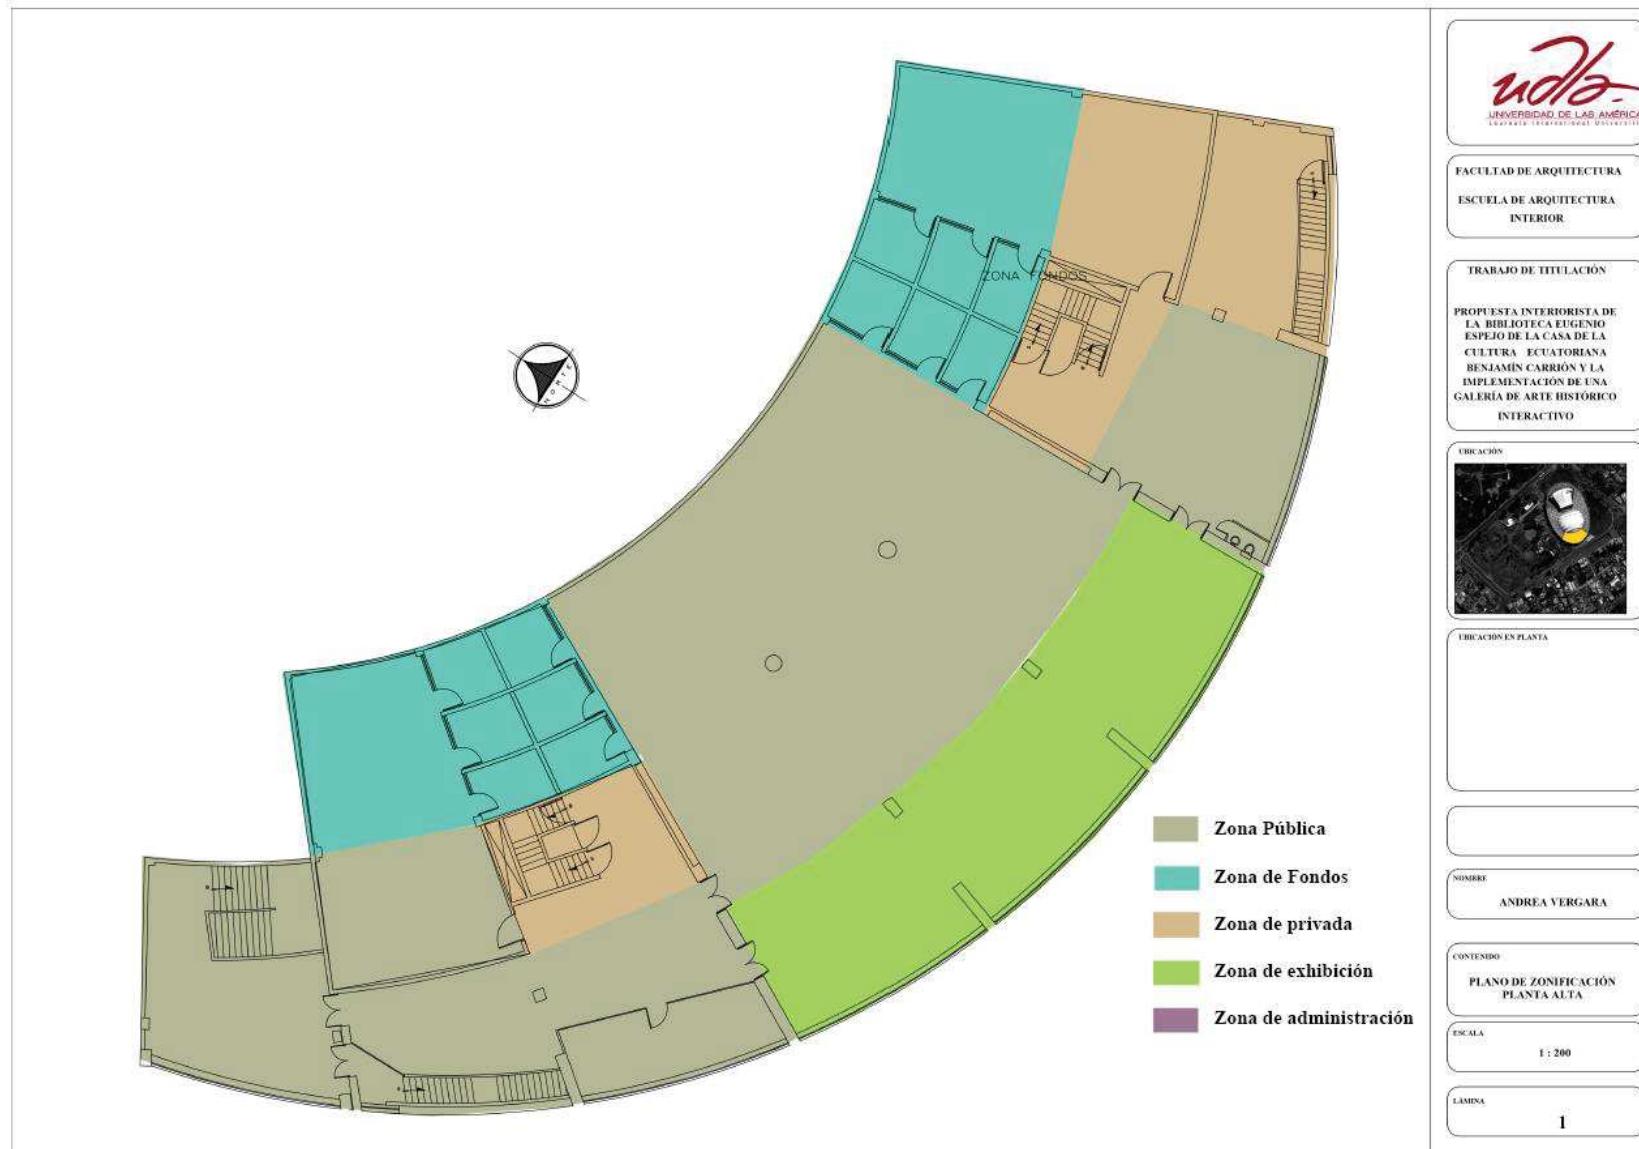 ZONA FONDOS
NORTE
Zona Pública
Zona de Fondos
Zona de privada
Zona de exhibición
Zona de administración
udla
UNIVERSIDAD DE LAS AMÉRICA
FACULTAD DE ARQUITECTURA
ESCUELA DE ARQUITECTURA
INTERIOR
TRABAJO DE TITULACIÓN
PROPUESTA INTERIORISTA DE
LA BIBLIOTECA EUGENIO
ESPEJO DE LA CASA DE LA
CULTURA ECUATORIANA
BENJAMÍN CARRIÓN Y LA
IMPLEMENTACIÓN DE UNA
GALERÍA DE ARTE HISTÓRICO
INTERACTIVO
UBICACIÓN
UBICACIÓN EN PLANTA
NOMBRE
ANDREA VERGARA
CONTENIDO
PLANO DE ZONIFICACIÓN
PLANTA ALTA
ESCALA
1 : 200
LÁMINA
1